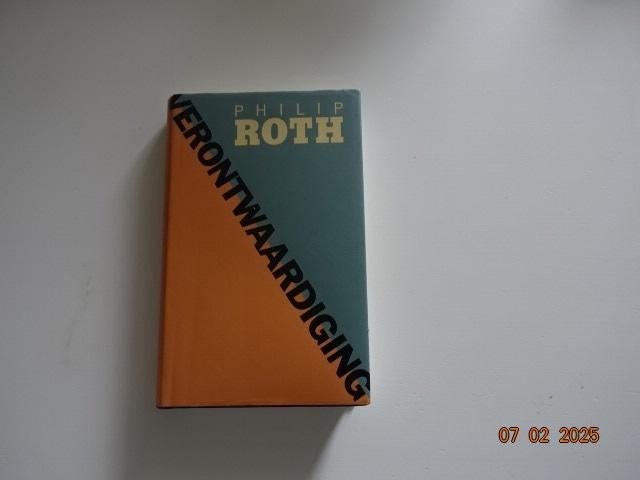 PHILIP
ROTH
VERONTWAARDIGING
07 02 2025